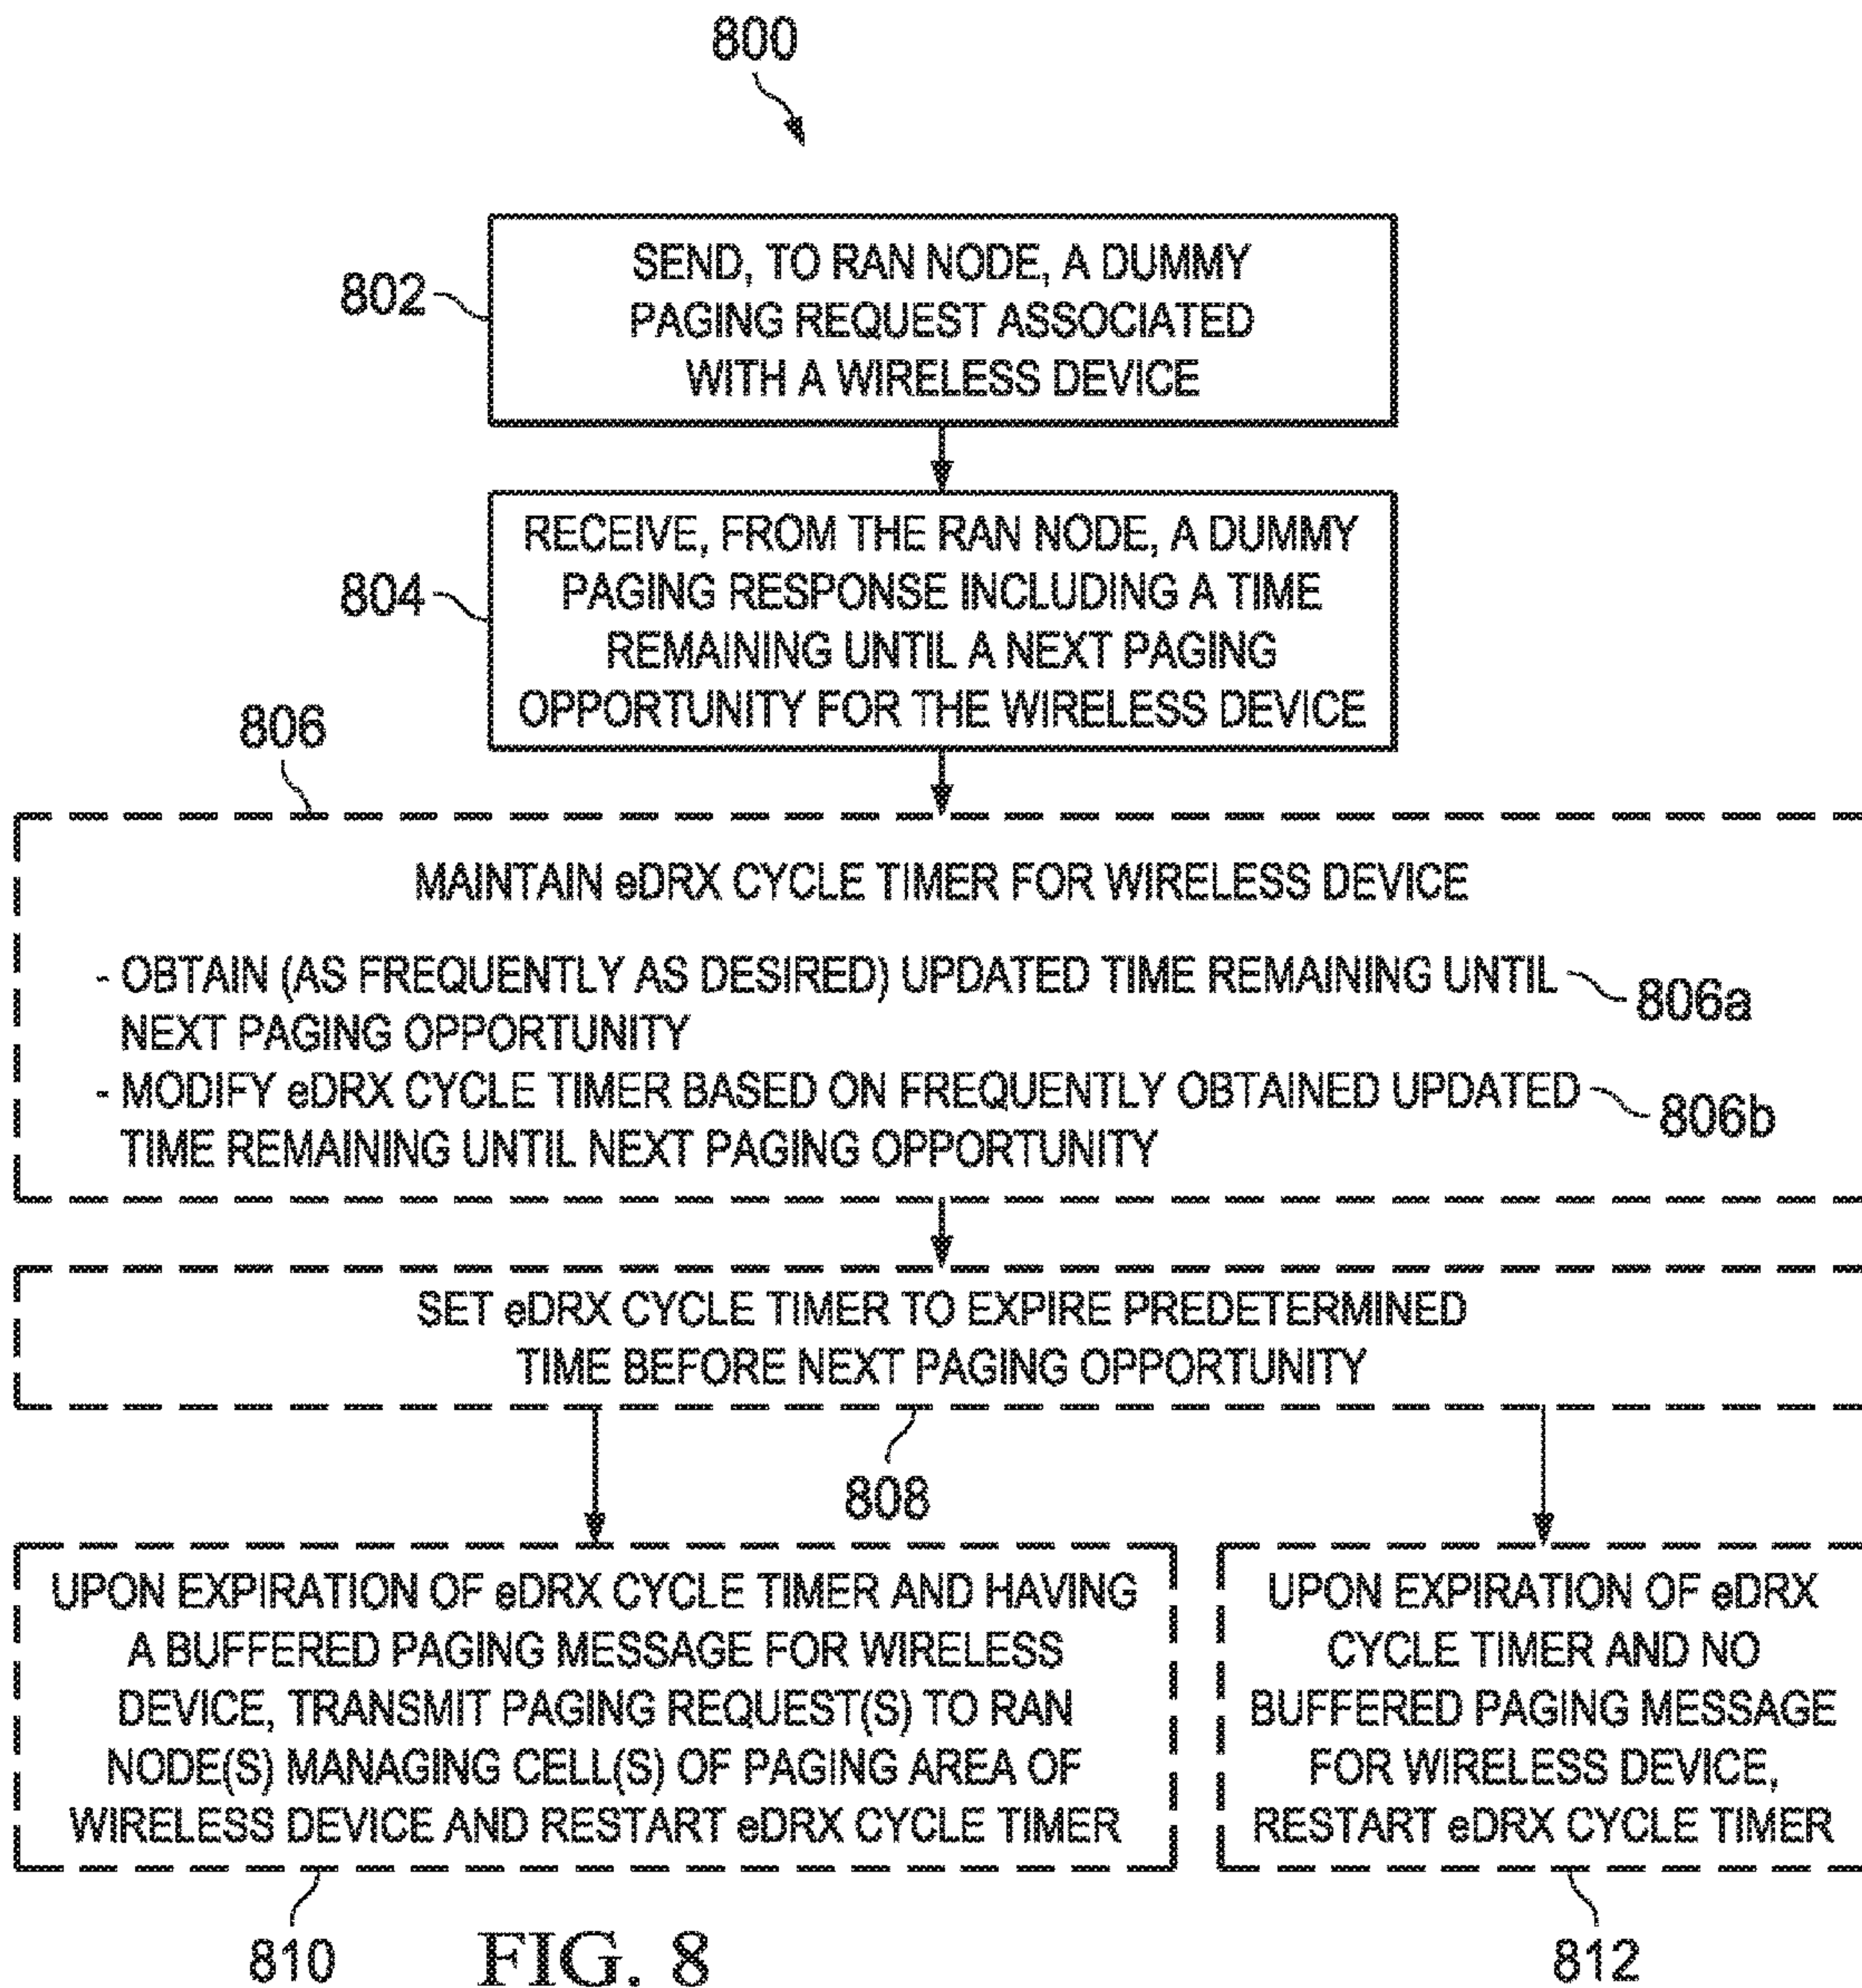 800
802
SEND, TO RAN NODE, A DUMMY
PAGING REQUEST ASSOCIATED
WITH A WIRELESS DEVICE
804
RECEIVE, FROM THE RAN NODE, A DUMMY
PAGING RESPONSE INCLUDING A TIME
REMAINING UNTIL A NEXT PAGING
OPPORTUNITY FOR THE WIRELESS DEVICE
806
MAINTAIN eDRX CYCLE TIMER FOR WIRELESS DEVICE
- OBTAIN (AS FREQUENTLY AS DESIRED) UPDATED TIME REMAINING UNTIL
NEXT PAGING OPPORTUNITY
806a
- MODIFY eDRX CYCLE TIMER BASED ON FREQUENTLY OBTAINED UPDATED
TIME REMAINING UNTIL NEXT PAGING OPPORTUNITY
806b
SET eDRX CYCLE TIMER TO EXPIRE PREDETERMINED
TIME BEFORE NEXT PAGING OPPORTUNITY
808
UPON EXPIRATION OF eDRX CYCLE TIMER AND HAVING
A BUFFERED PAGING MESSAGE FOR WIRELESS
DEVICE, TRANSMIT PAGING REQUEST(S) TO RAN
NODE(S) MANAGING CELL(S) OF PAGING AREA OF
WIRELESS DEVICE AND RESTART eDRX CYCLE TIMER
810
UPON EXPIRATION OF eDRX
CYCLE TIMER AND NO
BUFFERED PAGING MESSAGE
FOR WIRELESS DEVICE,
RESTART eDRX CYCLE TIMER
812
FIG. 8